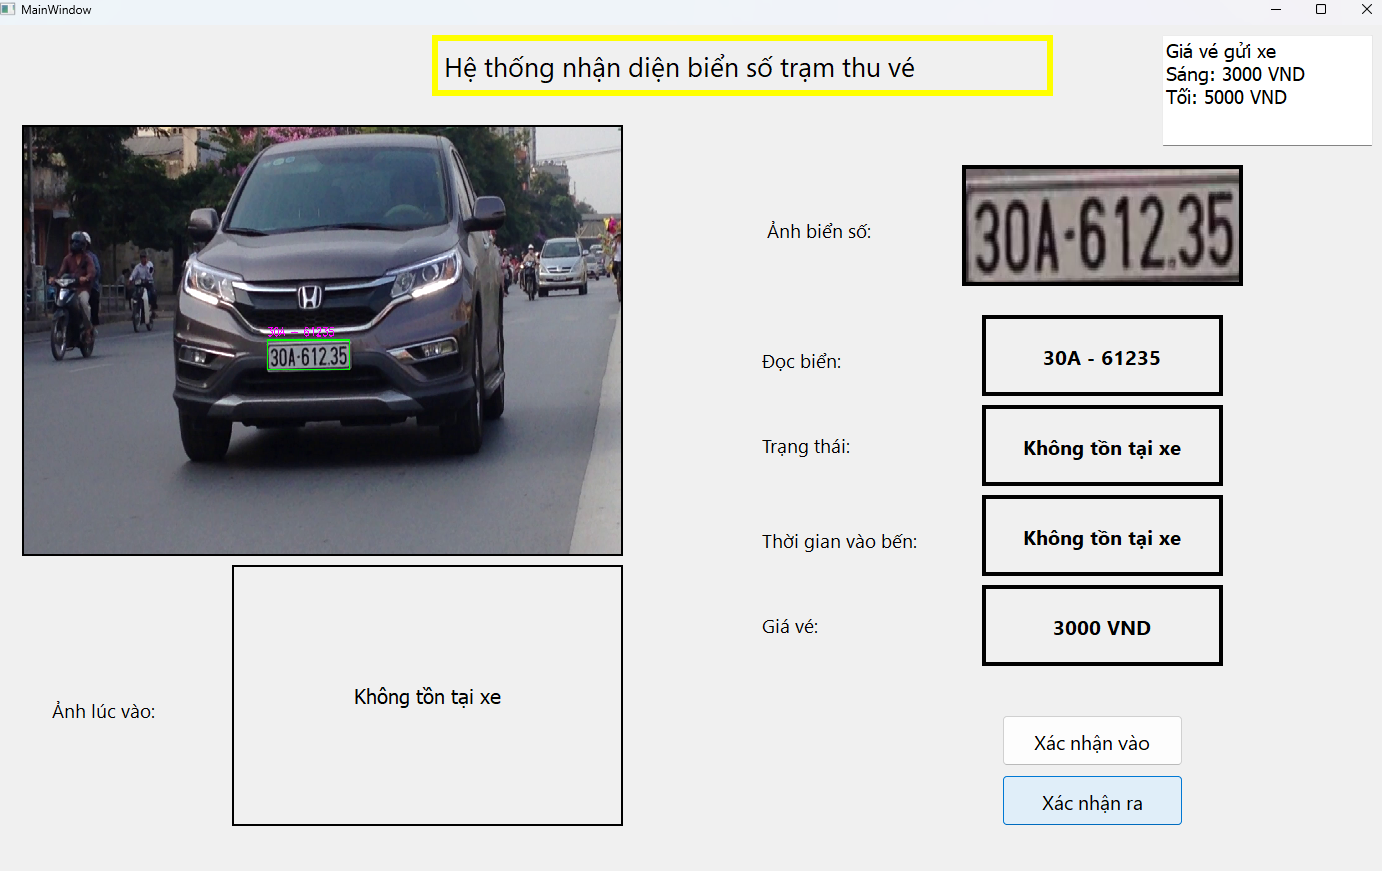 MainWindow
Hệ thống nhận diện biển số trạm thu vé
Giá vé gửi xe
Sáng: 3000 VND
Tối: 5000 VND
30A - 61235
30A-612.35
Ảnh biển số:
30A-612.35
Đọc biển:
30A - 61235
Trạng thái:
Không tồn tại xe
Thời gian vào bến:
Không tồn tại xe
Giá vé:
3000 VND
Ảnh lúc vào:
Không tồn tại xe
Xác nhận vào
Xác nhận ra